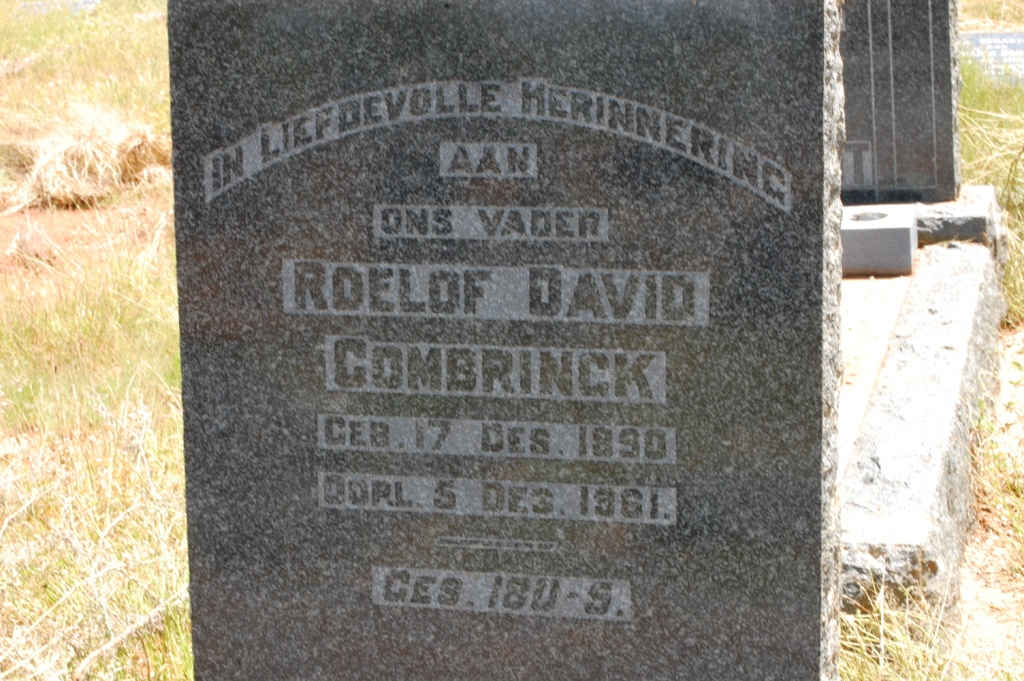 IN LIEFDEVOLLE HERINNERING
AAN
ONS VADER
ROELOF DAVID
COMBRINCK
GEB. 17 DES. 1890
OORL. 5 DES. 1961.
GES. 180-9.